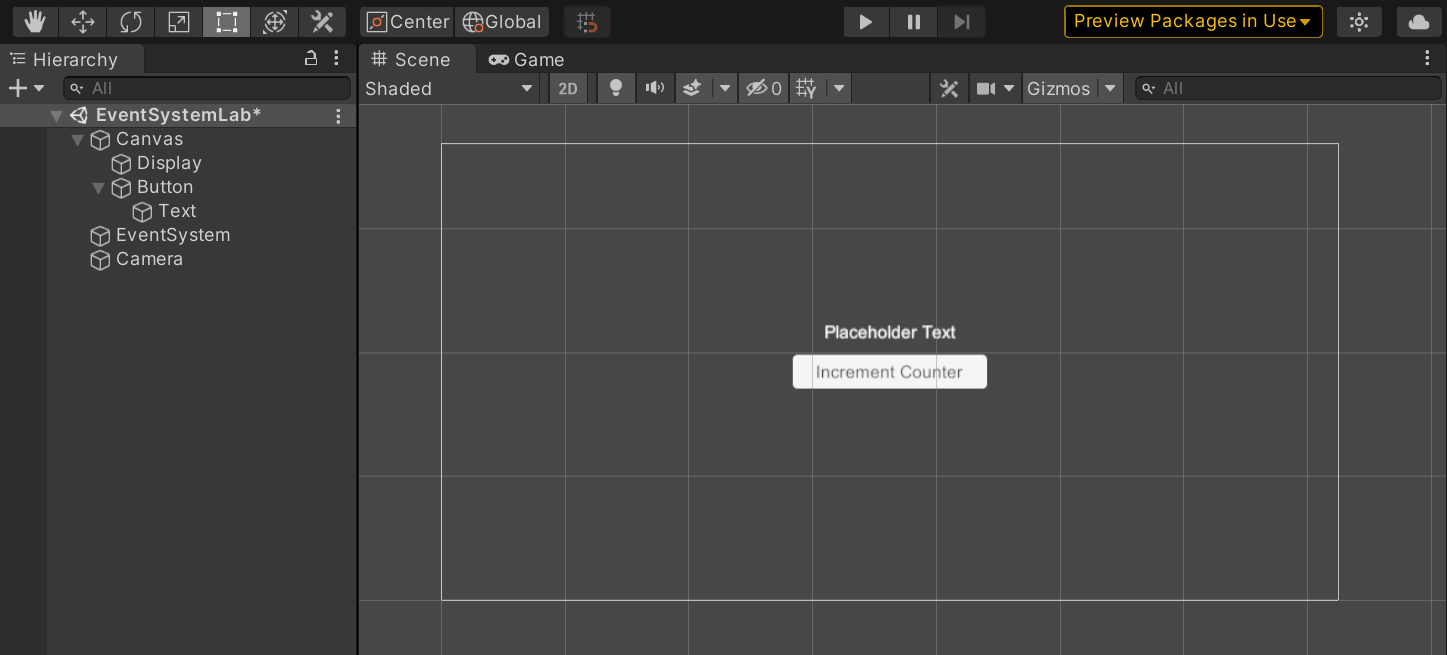 Center Global Preview Packages in Use
Hierarchy
Scene Game
All
Shaded 2D 0 Gizmos All
EventSystemLab*
Canvas
Display
Button
Text
EventSystem
Camera
Placeholder Text
Increment Counter